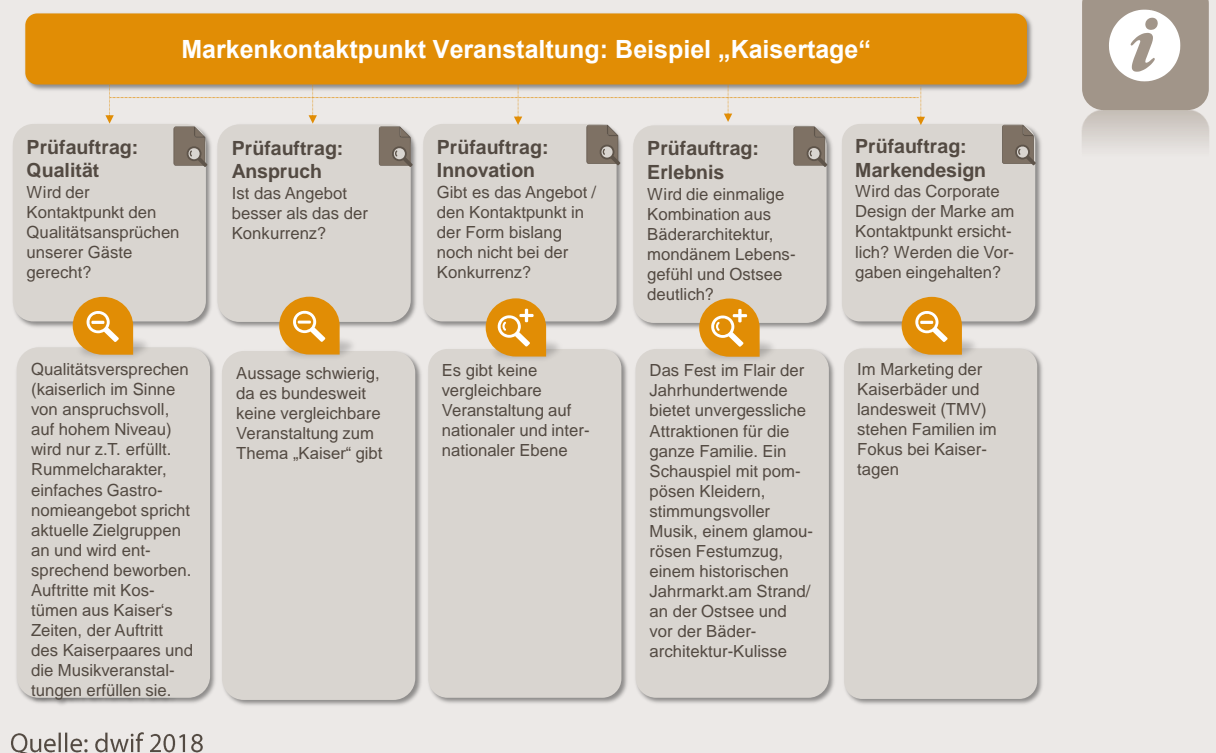 Markenkontaktpunkt Veranstaltung: Beispiel „Kaisertage“
i
Prüfauftrag:
Qualität
Wird der
Kontaktpunkt den
Qualitätsansprüchen
unserer Gäste
gerecht?
Prüfauftrag:
Anspruch
Ist das Angebot
besser als das der
Konkurrenz?
Prüfauftrag:
Innovation
Gibt es das Angebot /
den Kontaktpunkt in
der Form bislang
noch nicht bei der
Konkurrenz?
Prüfauftrag:
Erlebnis
Wird die einmalige
Kombination aus
Bäderarchitektur,
mondänem Lebens-
gefühl und Ostsee
deutlich?
Prüfauftrag:
Markendesign
Wird das Corporate
Design der Marke am
Kontaktpunkt ersicht-
lich? Werden die Vor-
gaben eingehalten?
Qualitätsversprechen
(kaiserlich im Sinne
von anspruchsvoll,
auf hohem Niveau)
wird nur z.T. erfüllt.
Rummelcharakter,
einfaches Gastro-
nomieangebot spricht
aktuelle Zielgruppen
an und wird ent-
sprechend beworben.
Auftritte mit Kos-
tümen aus Kaiser‘s
Zeiten, der Auftritt
des Kaiserpaares und
die Musikveranstal-
tungen erfüllen sie.
Aussage schwierig,
da es bundesweit
keine vergleichbare
Veranstaltung zum
Thema „Kaiser“ gibt
Es gibt keine
vergleichbare
Veranstaltung auf
nationaler und inter-
nationaler Ebene
Das Fest im Flair der
Jahrhundertwende
bietet unvergessliche
Attraktionen für die
ganze Familie. Ein
Schauspiel mit pom-
pösen Kleidern,
stimmungsvoller
Musik, einem glamou-
rösen Festumzug,
einem historischen
Jahrmarkt.am Strand/
an der Ostsee und
vor der Bäder-
architektur-Kulisse
Im Marketing der
Kaiserbäder und
landesweit (TMV)
stehen Familien im
Fokus bei Kaiser-
tagen
Quelle: dwif 2018